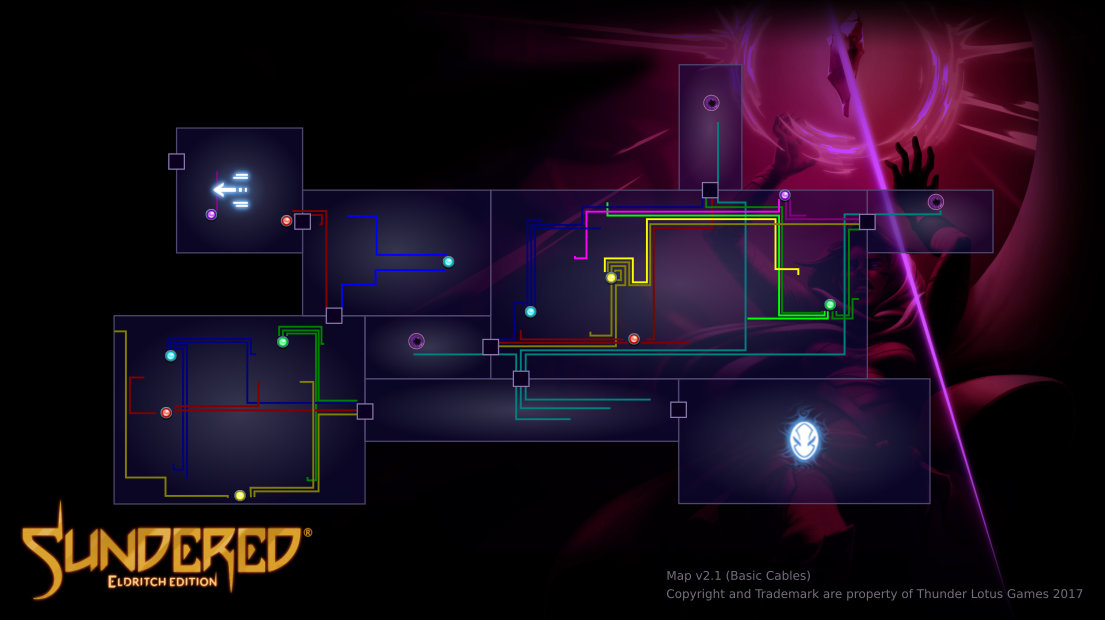 SUNDERED®
ELDRITCH EDITION
Map v2.1 (Basic Cables)
Copyright and Trademark are property of Thunder Lotus Games 2017